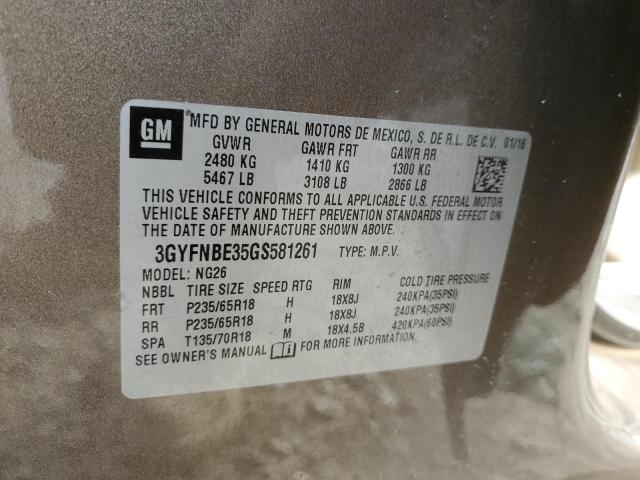 GM
MFD BY GENERAL MOTORS DE MEXICO, S. DE R.L. DE C.V. 01/16
GVWR GAWR FRT GAWR RR
2480 KG 1410 KG 1300 KG
5467 LB 3108 LB 2866 LB
THIS VEHICLE CONFORMS TO ALL APPLICABLE U.S. FEDERAL MOTOR
VEHICLE SAFETY AND THEFT PREVENTION STANDARDS IN EFFECT ON
THE DATE OF MANUFACTURE SHOWN ABOVE.
3GYFNBE35GS581261 TYPE: M.P.V.
MODEL: NG26
NBBL TIRE SIZE SPEED RTG RIM COLD TIRE PRESSURE
FRT P235/65R18 H 18X8J 240KPA(35PSI)
RR P235/65R18 H 18X8J 240KPA(35PSI)
SPA T135/70R18 M 18X4.5B 420KPA(60PSI)
SEE OWNER'S MANUAL FOR MORE INFORMATION.